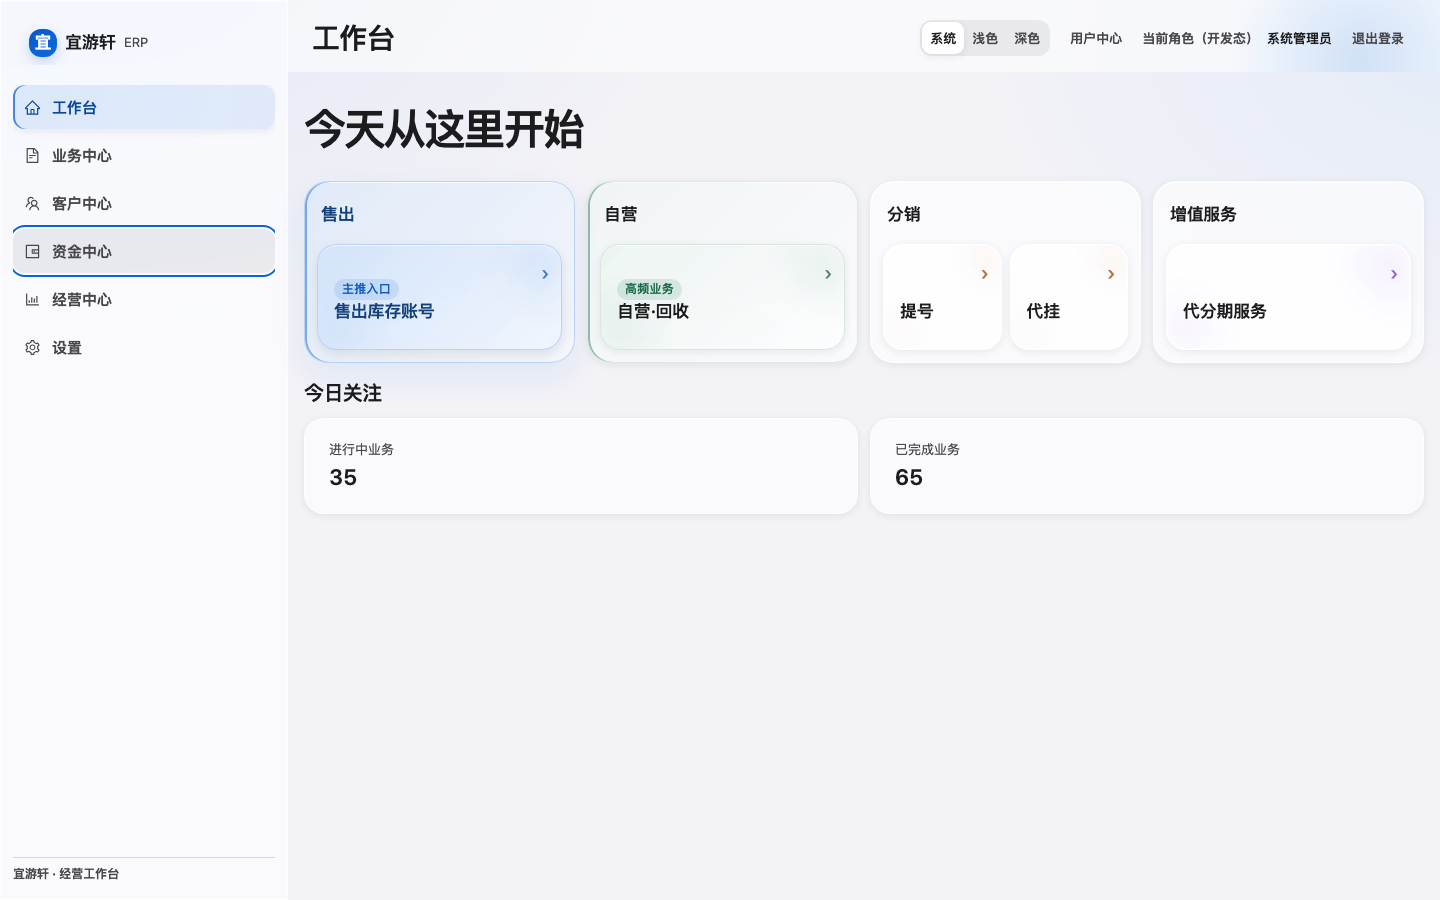 宜 宜游轩 ERP
工作台
业务中心
客户中心
资金中心
经营中心
设置
宜游轩 · 经营工作台
工作台
系统 浅色 深色 用户中心 当前角色（开发态） 系统管理员 退出登录
今天从这里开始
售出
主推入口
售出库存账号
自营
高频业务
自营·回收
分销
提号
代挂
增值服务
代分期服务
今日关注
进行中业务
35
已完成业务
65